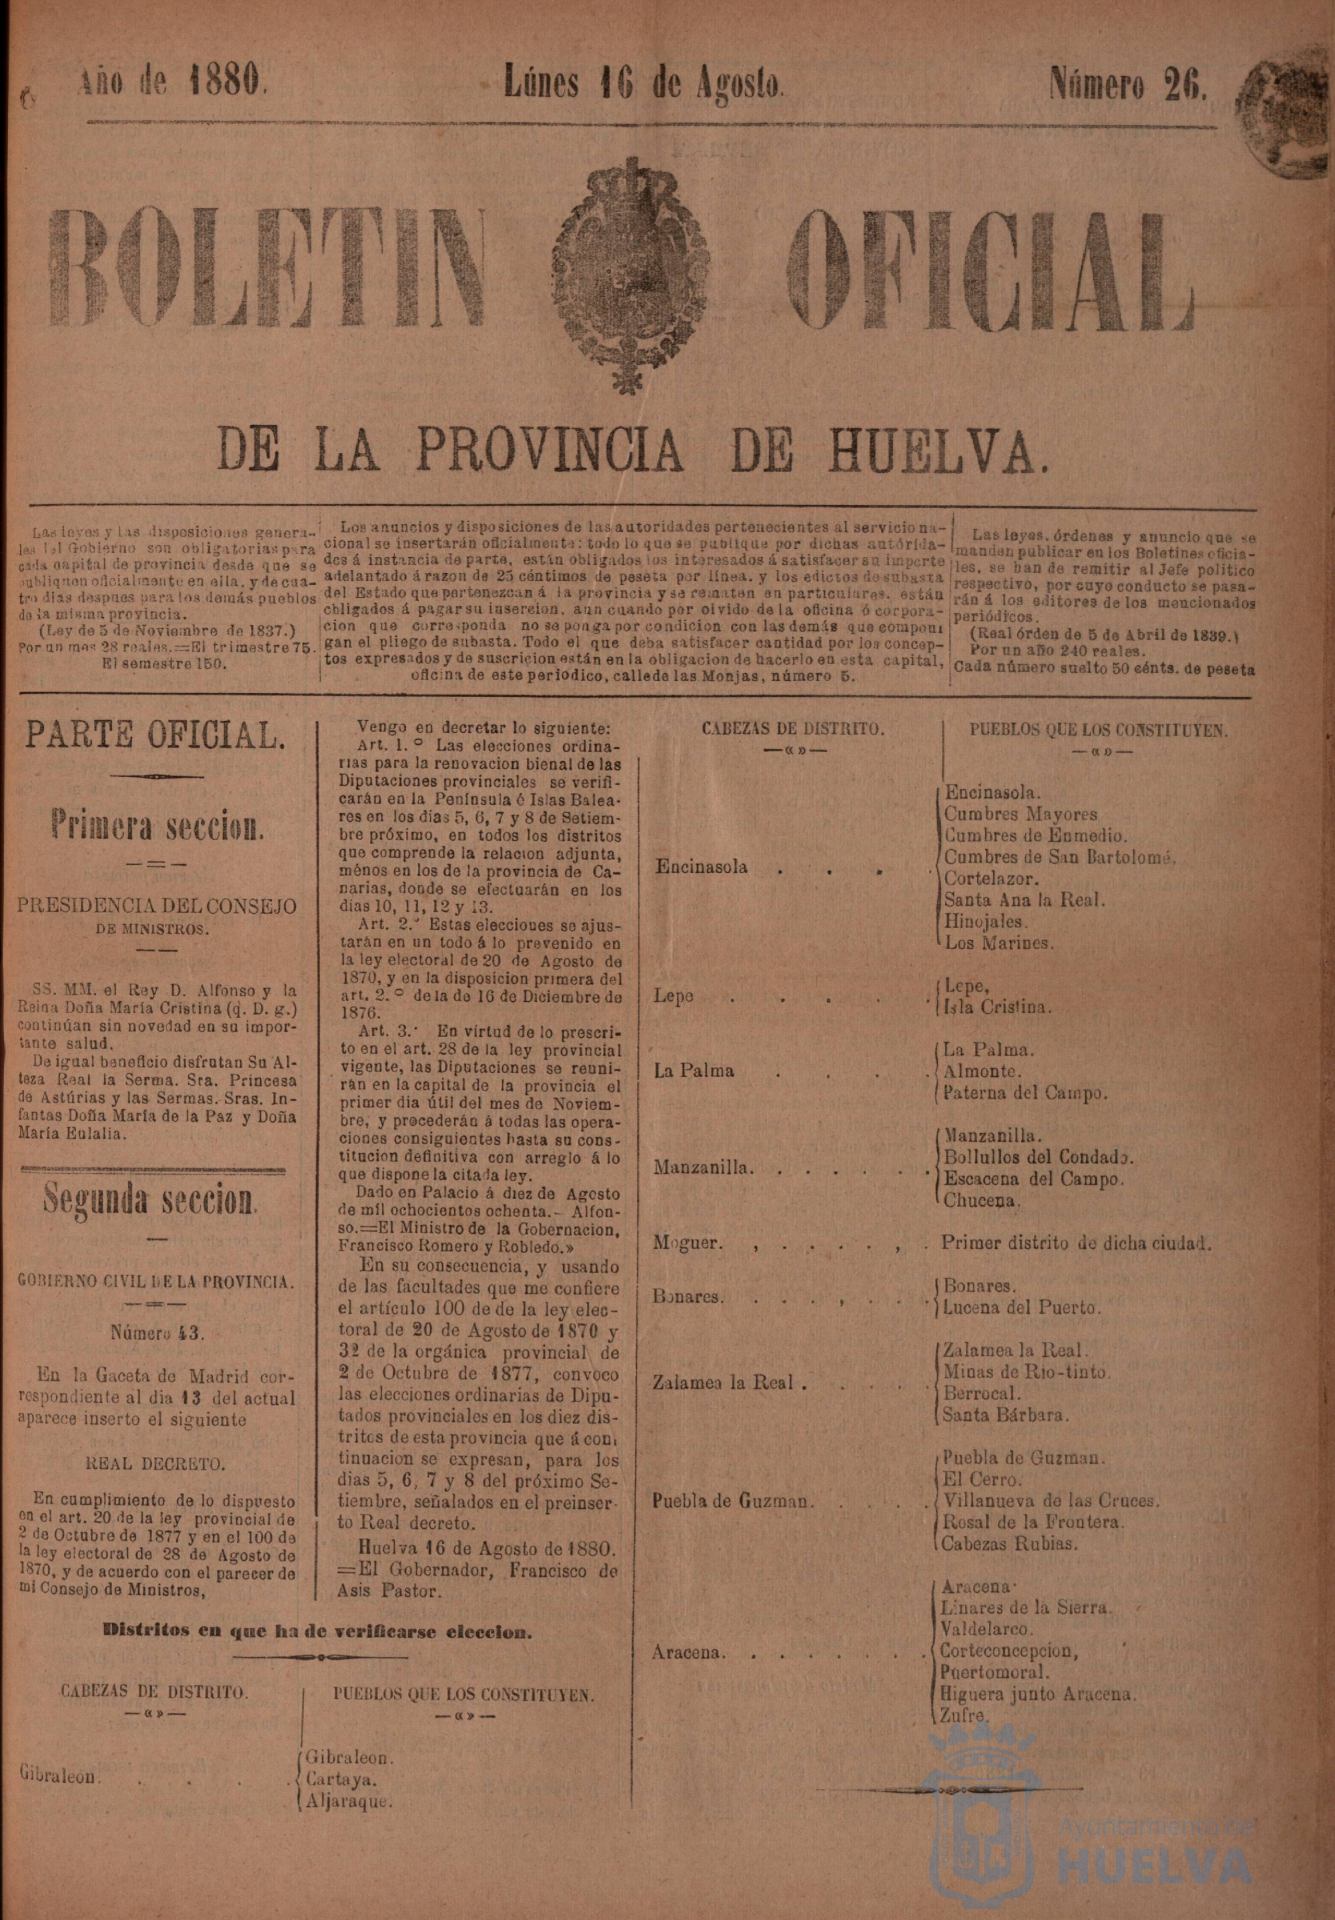 Año de 1880.
Lúnes 16 de Agosto.
Número 26.
BOLETIN OFICIAL
DE LA PROVINCIA DE HUELVA.
Las leyes y las disposiciones genera-
les del Gobierno son obligatorias para
cada capital de provincia desde que se
publiquen oficialmente en ella, y de cua-
tro dias despues para los demás pueblos
de la misma provincia.
(Ley de 5 de Noviembre de 1837.)
Por un mes 28 reales.=El trimestre 75.
El semestre 150.
Los anuncios y disposiciones de las autoridades pertenecientes al servicio na-
cional se insertarán oficialmente: todo lo que se publique por dichas autórida-
des á instancia de parte, están obligados los interesados á satisfacer su importe
adelantado á razon de 25 céntimos de peseta por línea. y los edictos de subasta
del Estado que pertenezcan á la provincia y se rematen en particulares, están
obligados á pagar su insercion, aun cuando por olvido de la oficina ó corpora-
cion que corresponda no se ponga por condicion con las demás que componi
gan el pliego de subasta. Todo el que deba satisfacer cantidad por los concep-
tos expresados y de suscricion están en la obligacion de hacerlo en esta capital,
oficina de este periodico, calle de las Monjas, número 5.
Las leyes, órdenes y anuncio que se
manden publicar en los Boletines oficia-
les, se han de remitir al Jefe politico
respectivo, por cuyo conducto se pasa-
rán á los editores de los mencionados
periódicos.
(Real órden de 5 de Abril de 1839.)
Por un año 240 reales.
Cada número suelto 50 cénts. de peseta
PARTE OFICIAL.
Primera seccion.
PRESIDENCIA DEL CONSEJO
DE MINISTROS.
SS. MM. el Rey D. Alfonso y la
Reina Doña María Cristina (q. D. g.)
continúan sin novedad en su impor-
tante salud.
De igual beneficio disfrutan Su Al-
teza Real la Serma. Sra. Princesa
de Astúrias y las Sermas. Sras. In-
fantas Doña María de la Paz y Doña
María Eulalia.
Segunda seccion.
GOBIERNO CIVIL DE LA PROVINCIA.
Número 43.
En la Gaceta de Madrid cor-
respondiente al dia 13 del actual
aparece inserto el siguiente
REAL DECRETO.
En cumplimiento de lo dispuesto
en el art. 20 de la ley provincial de
2 de Octubre de 1877 y en el 100 de
la ley electoral de 28 de Agosto de
1870, y de acuerdo con el parecer de
mi Consejo de Ministros,
Vengo en decretar lo siguiente:
Art. 1.º Las elecciones ordina-
rias para la renovacion bienal de las
Diputaciones provinciales se verifi-
carán en la Península é Islas Balea-
res en los dias 5, 6, 7 y 8 de Setiem-
bre próximo, en todos los distritos
que comprende la relacion adjunta,
ménos en los de la provincia de Ca-
narias, donde se efectuarán en los
dias 10, 11, 12 y 13.
Art. 2.º Estas elecciones se ajus-
tarán en un todo á lo prevenido en
la ley electoral de 20 de Agosto de
1870, y en la disposicion primera del
art. 2.º de la de 16 de Diciembre de
1876.
Art. 3.º En virtud de lo prescri-
to en el art. 28 de la ley provincial
vigente, las Diputaciones se reuni-
rán en la capital de la provincia el
primer dia útil del mes de Noviem-
bre, y procederán á todas las opera-
ciones consiguientes hasta su cons-
titucion definitiva con arreglo á lo
que dispone la citada ley.
Dado en Palacio á diez de Agosto
de mil ochocientos ochenta.— Alfon-
so.=El Ministro de la Gobernacion,
Francisco Romero y Robledo.»
En su consecuencia, y usando
de las facultades que me confiere
el artículo 100 de de la ley elec-
toral de 20 de Agosto de 1870 y
32 de la orgánica provincial de
2 de Octubre de 1877, convoco
las elecciones ordinarias de Dipu-
tados provinciales en los diez dis-
tritos de esta provincia que á con-
tinuacion se expresan, para los
dias 5, 6, 7 y 8 del próximo Se-
tiembre, señalados en el preinser-
to Real decreto.
Huelva 16 de Agosto de 1880.
=El Gobernador, Francisco de
Asis Pastor.
Distritos en que ha de verificarse eleccion.
CABEZAS DE DISTRITO.
PUEBLOS QUE LOS CONSTITUYEN.
Gibraleon.
Gibraleon.
Cartaya.
Aljaraque.
CABEZAS DE DISTRITO.
PUEBLOS QUE LOS CONSTITUYEN.
Encinasola
Encinasola.
Cumbres Mayores
Cumbres de Enmedio.
Cumbres de San Bartolomé.
Cortelazor.
Santa Ana la Real.
Hinojales.
Los Marines.
Lepe
Lepe,
Isla Cristina.
La Palma
La Palma.
Almonte.
Paterna del Campo.
Manzanilla.
Manzanilla.
Bollullos del Condado.
Escacena del Campo.
Chucena.
Moguer.
Primer distrito de dicha ciudad.
Bonares.
Bonares.
Lucena del Puerto.
Zalamea la Real.
Zalamea la Real.
Minas de Rio-tinto.
Berrocal.
Santa Bárbara.
Puebla de Guzman.
Puebla de Guzman.
El Cerro.
Villanueva de las Cruces.
Rosal de la Frontera.
Cabezas Rubias.
Aracena.
Aracena.
Linares de la Sierra.
Valdelarco.
Corteconcepcion,
Puertomoral.
Higuera junto Aracena.
Zufre.
Ayuntamiento de
HUELVA